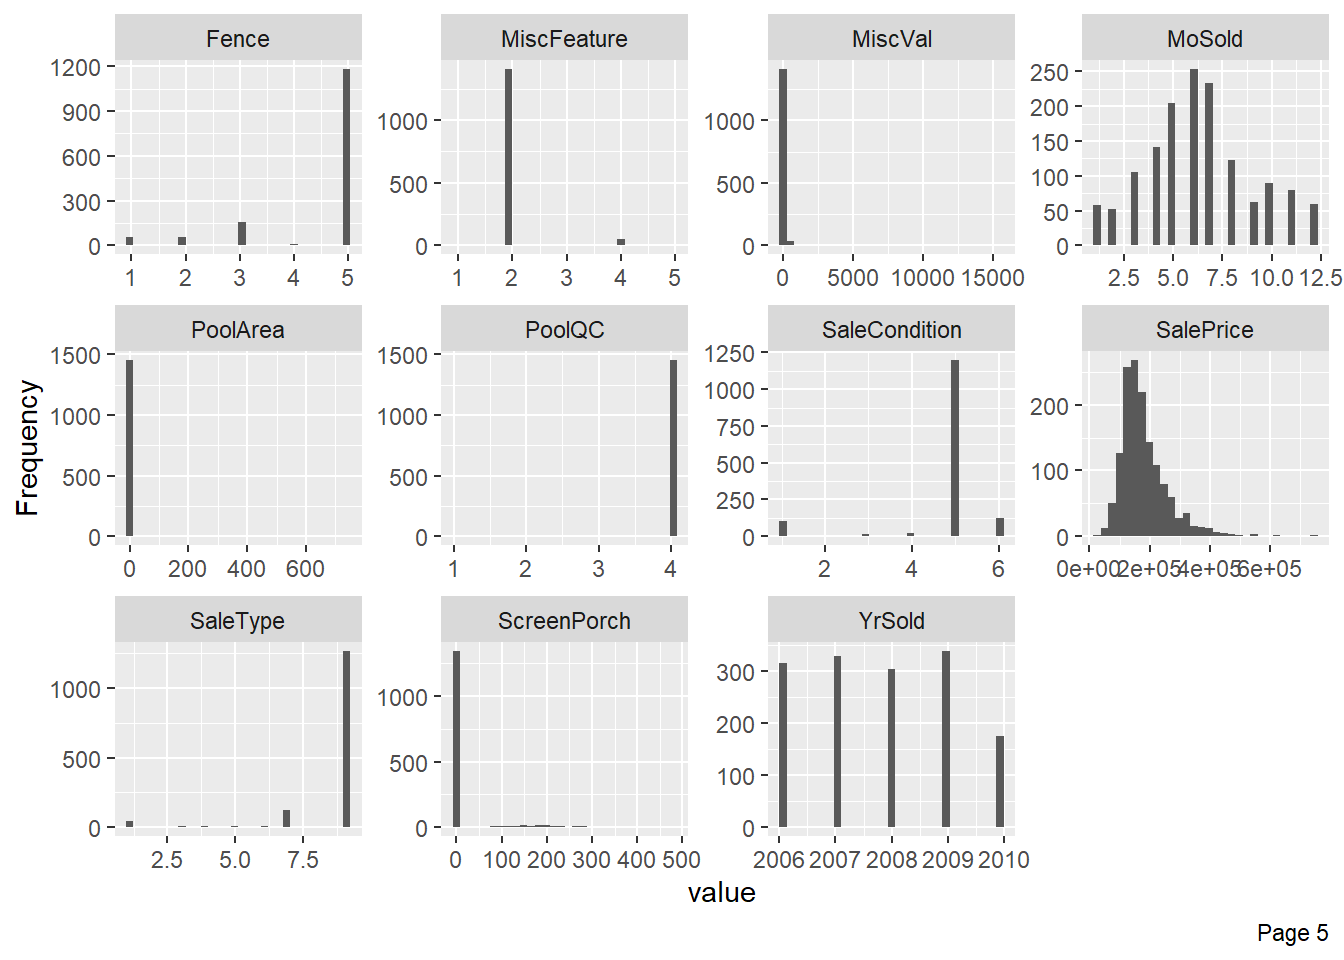 Fence MiscFeature MiscVal MoSold
1200
900
600
300
0
1 2 3 4 5
1000
500
0
1 2 3 4 5
1000
500
0
0 5000 10000 15000
250
200
150
100
50
0
2.5 5.0 7.5 10.0 12.5
PoolArea PoolQC SaleCondition SalePrice
Frequency
1500
1000
500
0
0 200 400 600
1500
1000
500
0
1 2 3 4
1250
1000
750
500
250
0
2 4 6
200
100
0
0e+00 2e+05 4e+05 6e+05
SaleType ScreenPorch YrSold
1000
500
0
2.5 5.0 7.5
1000
500
0
0 100 200 300 400 500
300
200
100
0
2006 2007 2008 2009 2010
value
Page 5